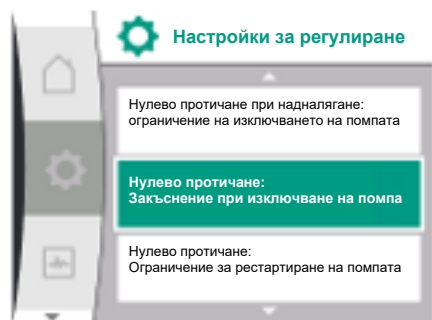 Настройки за регулиране
Нулево протичане при надналягане:
ограничение на изключването на помпата
Нулево протичане:
Закъснение при изключване на помпа
Нулево протичане:
Ограничение за рестартиране на помпата